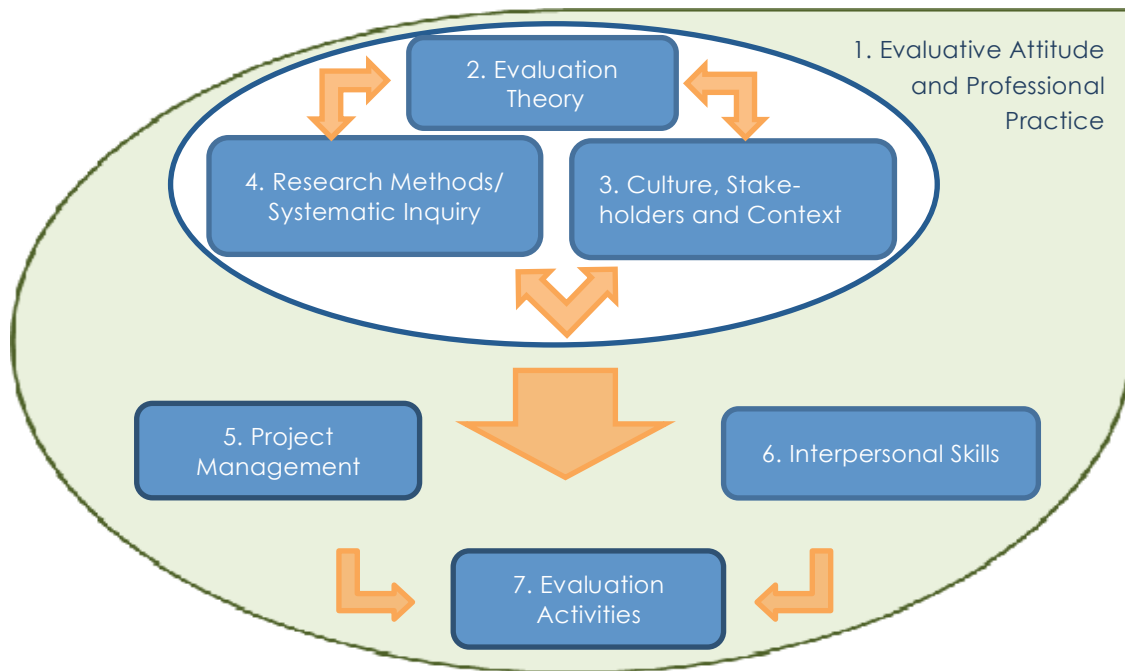 1. Evaluative Attitude
and Professional
Practice
2. Evaluation
Theory
4. Research Methods/
Systematic Inquiry
3. Culture, Stake-
holders and Context
5. Project
Management
6. Interpersonal Skills
7. Evaluation
Activities